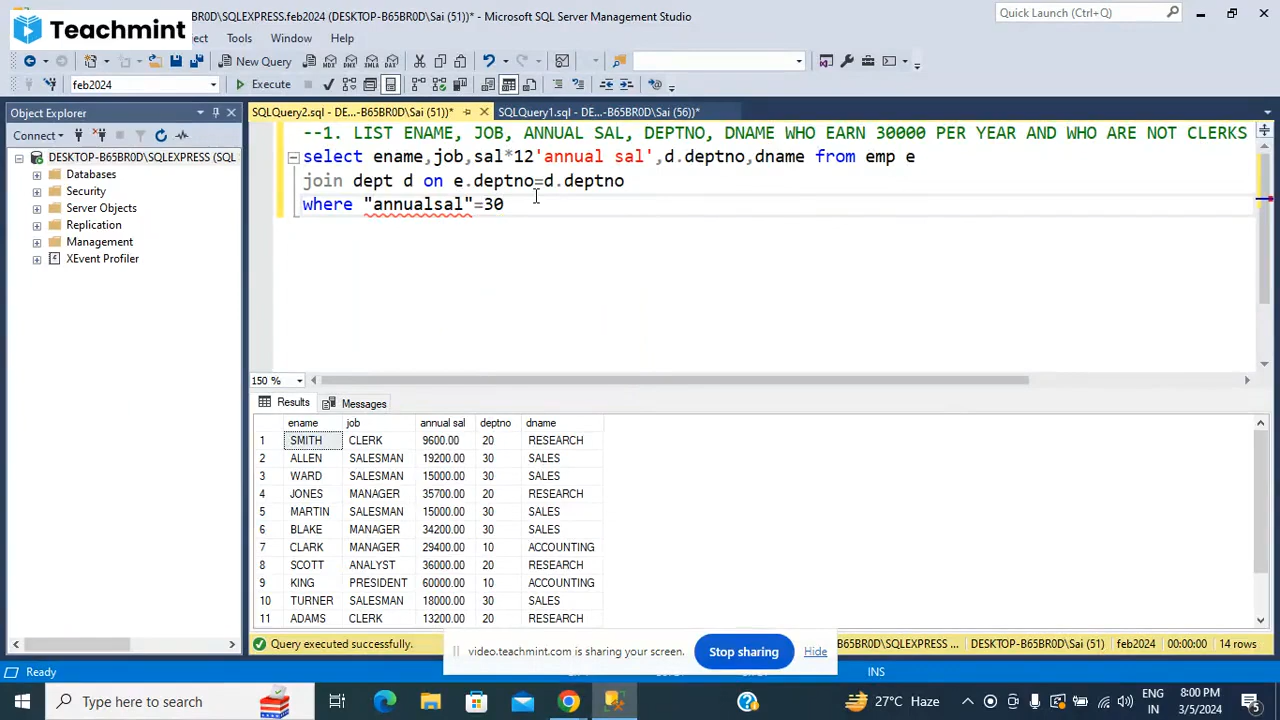 B65BR0D\SQLEXPRESS.feb2024 (DESKTOP-B65BR0D\Sai (51))* - Microsoft SQL Server Management Studio
Quick Launch (Ctrl+Q)
Teachmint
Tools Window Help
New Query
feb2024 Execute
Object Explorer
SQLQuery2.sql - DE...-B65BR0D\Sai (51))*
SQLQuery1.sql - DE...-B65BR0D\Sai (56))*
Connect
DESKTOP-B65BR0D\SQLEXPRESS (SQL
Databases
Security
Server Objects
Replication
Management
XEvent Profiler
--1. LIST ENAME, JOB, ANNUAL SAL, DEPTNO, DNAME WHO EARN 30000 PER YEAR AND WHO ARE NOT CLERKS
select ename,job,sal*12'annual sal',d.deptno,dname from emp e
join dept d on e.deptno=d.deptno
where "annualsal"=30
150 %
Results Messages
ename job annual sal deptno dname
1 SMITH CLERK 9600.00 20 RESEARCH
2 ALLEN SALESMAN 19200.00 30 SALES
3 WARD SALESMAN 15000.00 30 SALES
4 JONES MANAGER 35700.00 20 RESEARCH
5 MARTIN SALESMAN 15000.00 30 SALES
6 BLAKE MANAGER 34200.00 30 SALES
7 CLARK MANAGER 29400.00 10 ACCOUNTING
8 SCOTT ANALYST 36000.00 20 RESEARCH
9 KING PRESIDENT 60000.00 10 ACCOUNTING
10 TURNER SALESMAN 18000.00 30 SALES
11 ADAMS CLERK 13200.00 20 RESEARCH
Query executed successfully.
B65BR0D\SQLEXPRESS ... DESKTOP-B65BR0D\Sai (51) feb2024 00:00:00 14 rows
video.teachmint.com is sharing your screen. Stop sharing Hide
Ready INS
Type here to search
27°C Haze
ENG
IN
8:00 PM
3/5/2024
5